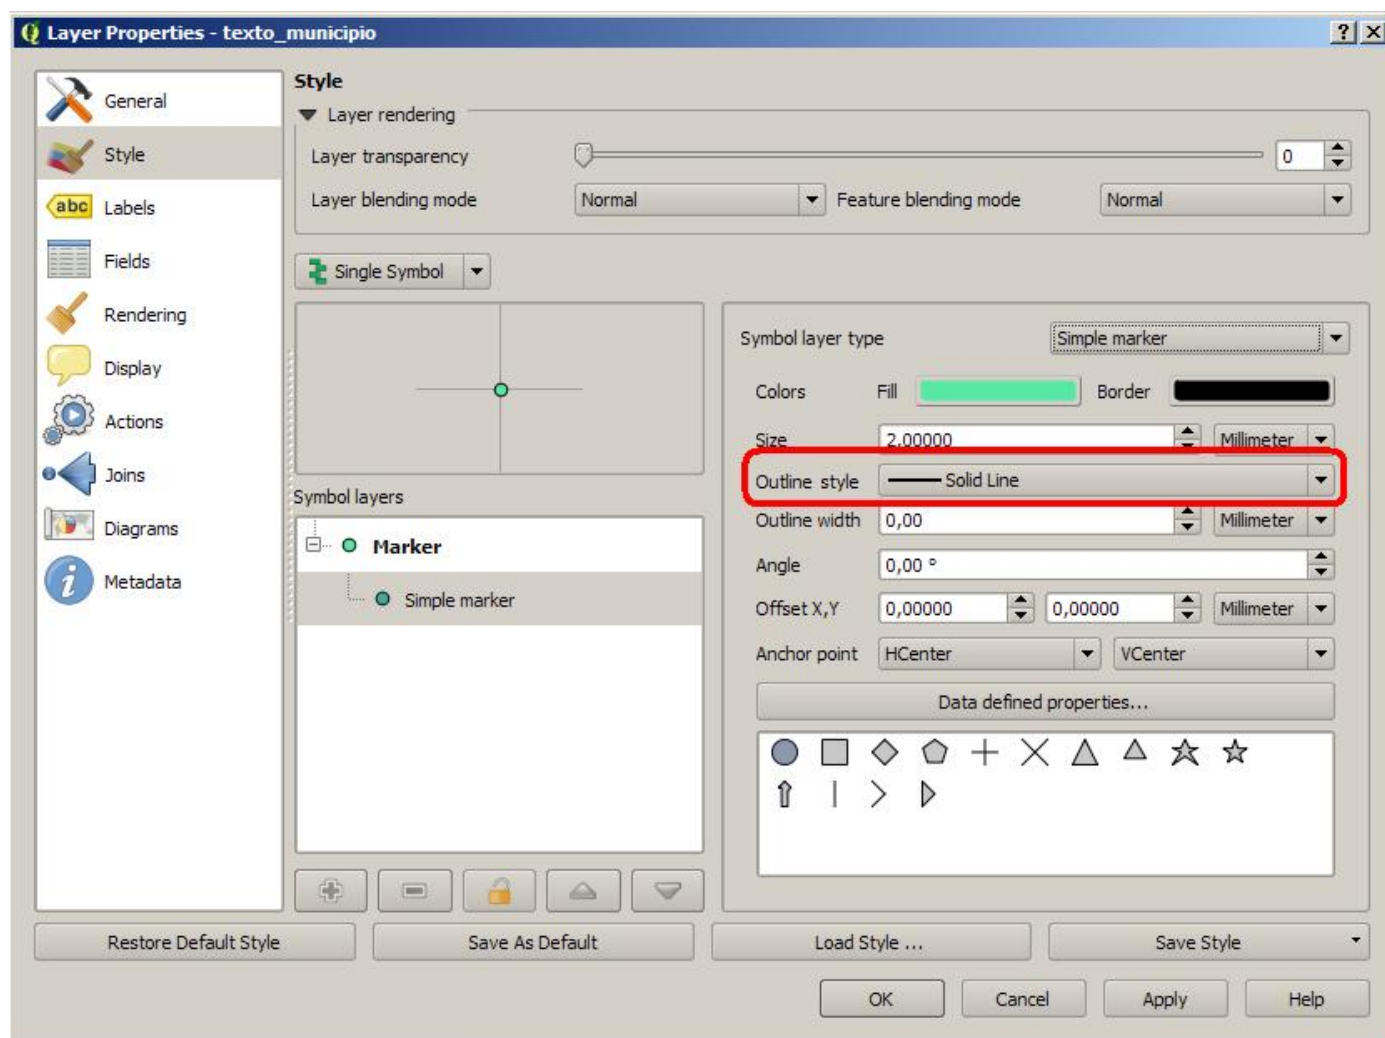 Layer Properties - texto_municipio
General
Style
Labels
Fields
Rendering
Display
Actions
Joins
Diagrams
Metadata
abc
Style
Layer rendering
Layer transparency 0
Layer blending mode Normal Feature blending mode Normal
Single Symbol
Symbol layers
Marker
Simple marker
Symbol layer type Simple marker
Colors Fill Border
Size 2,00000 Millimeter
Outline style Solid Line
Outline width 0,00 Millimeter
Angle 0,00 °
Offset X,Y 0,00000 0,00000 Millimeter
Anchor point HCenter VCenter
Data defined properties...
Restore Default Style Save As Default Load Style ... Save Style
OK Cancel Apply Help